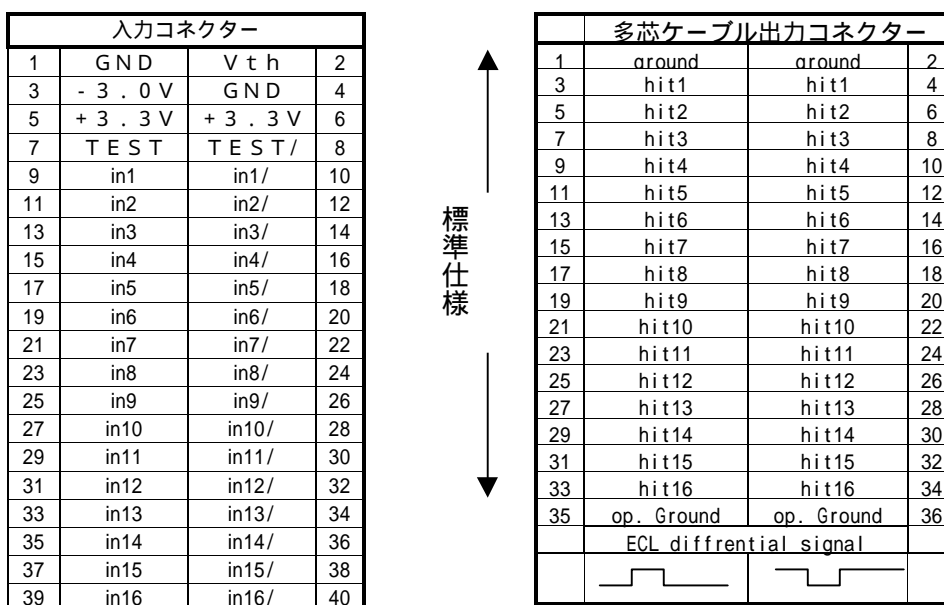 入力コネクター
1 GND Vth 2
3 -3.0V GND 4
5 +3.3V +3.3V 6
7 TEST TEST/ 8
9 in1 in1/ 10
11 in2 in2/ 12
13 in3 in3/ 14
15 in4 in4/ 16
17 in5 in5/ 18
19 in6 in6/ 20
21 in7 in7/ 22
23 in8 in8/ 24
25 in9 in9/ 26
27 in10 in10/ 28
29 in11 in11/ 30
31 in12 in12/ 32
33 in13 in13/ 34
35 in14 in14/ 36
37 in15 in15/ 38
39 in16 in16/ 40
標準仕様
多芯ケーブル出力コネクター
1 ground ground 2
3 hit1 hit1 4
5 hit2 hit2 6
7 hit3 hit3 8
9 hit4 hit4 10
11 hit5 hit5 12
13 hit6 hit6 14
15 hit7 hit7 16
17 hit8 hit8 18
19 hit9 hit9 20
21 hit10 hit10 22
23 hit11 hit11 24
25 hit12 hit12 26
27 hit13 hit13 28
29 hit14 hit14 30
31 hit15 hit15 32
33 hit16 hit16 34
35 op. Ground op. Ground 36
ECL diffrential signal